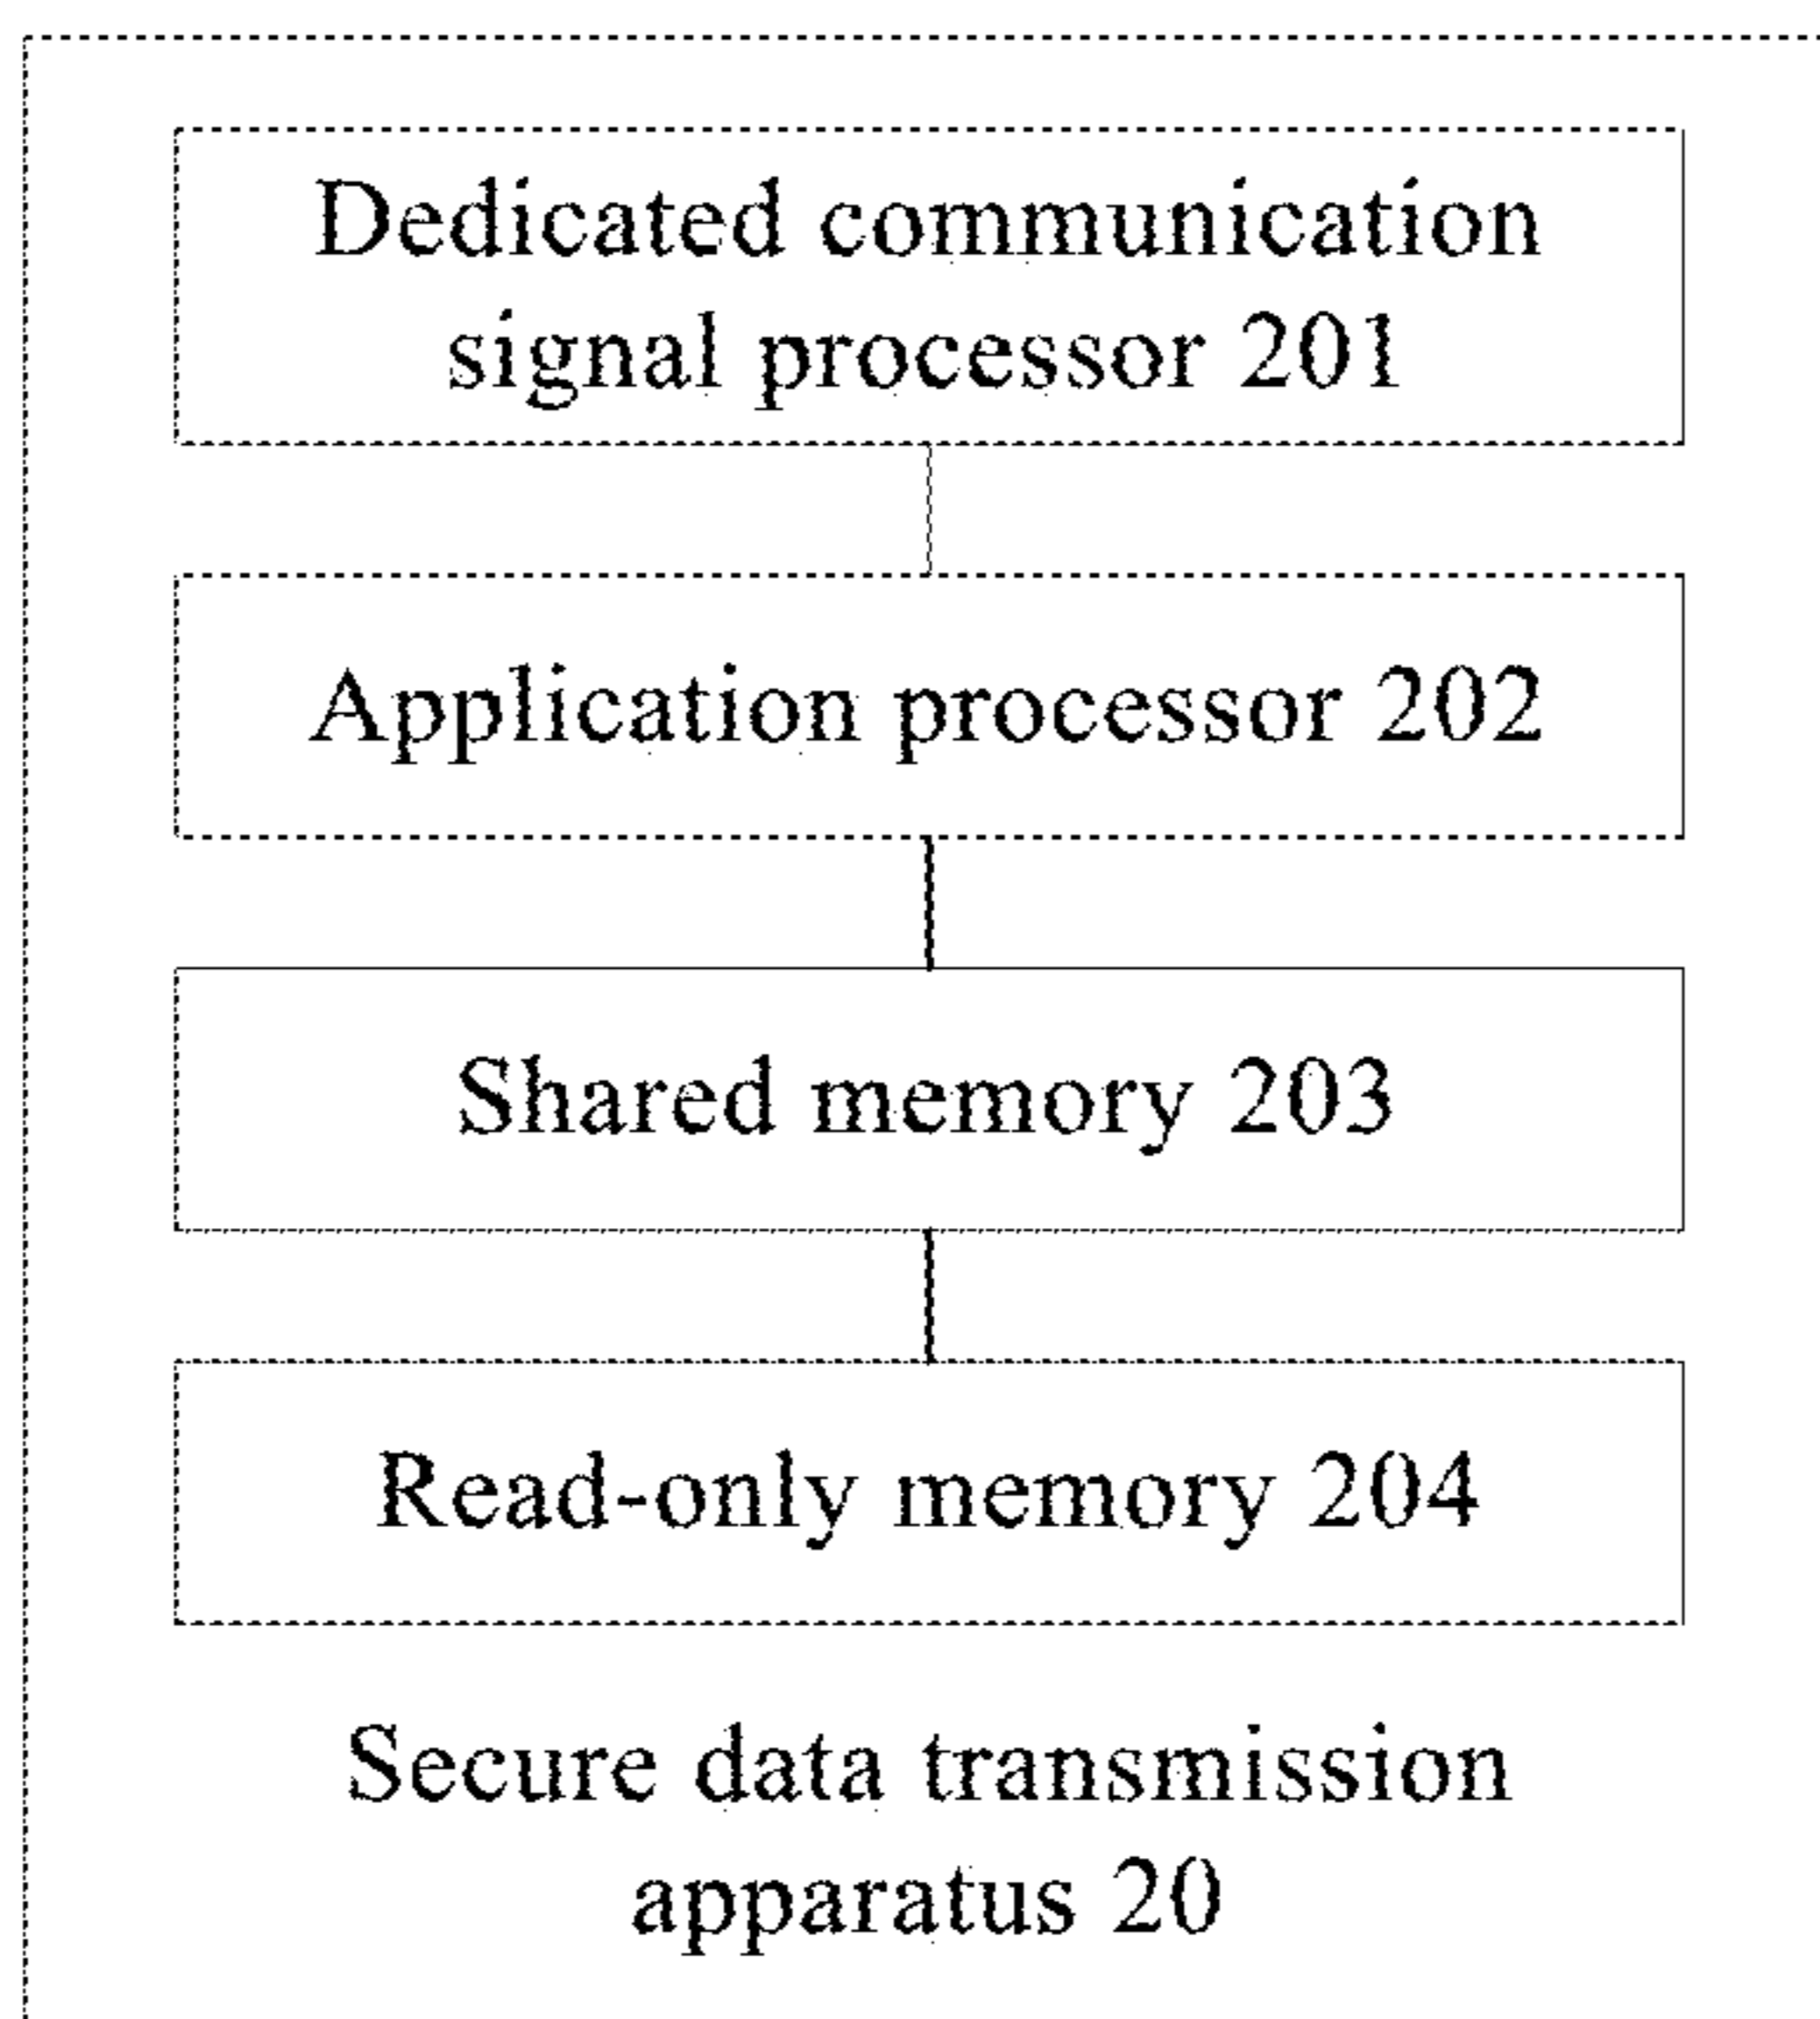 Dedicated communication
signal processor 201
Application processor 202
Shared memory 203
Read-only memory 204
Secure data transmission
apparatus 20